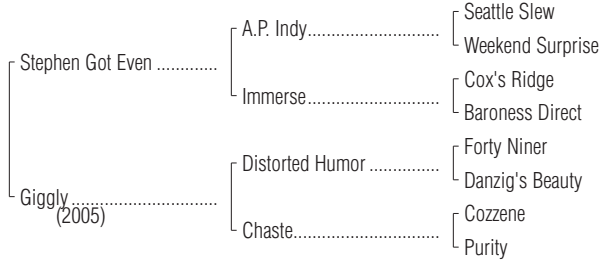 Seattle Slew
A.P. Indy..............................
Weekend Surprise
Stephen Got Even .............
Cox's Ridge
Immerse..............................
Baroness Direct
Forty Niner
Distorted Humor ...............
Danzig's Beauty
Giggly................................
(2005)
Cozzene
Chaste.................................
Purity